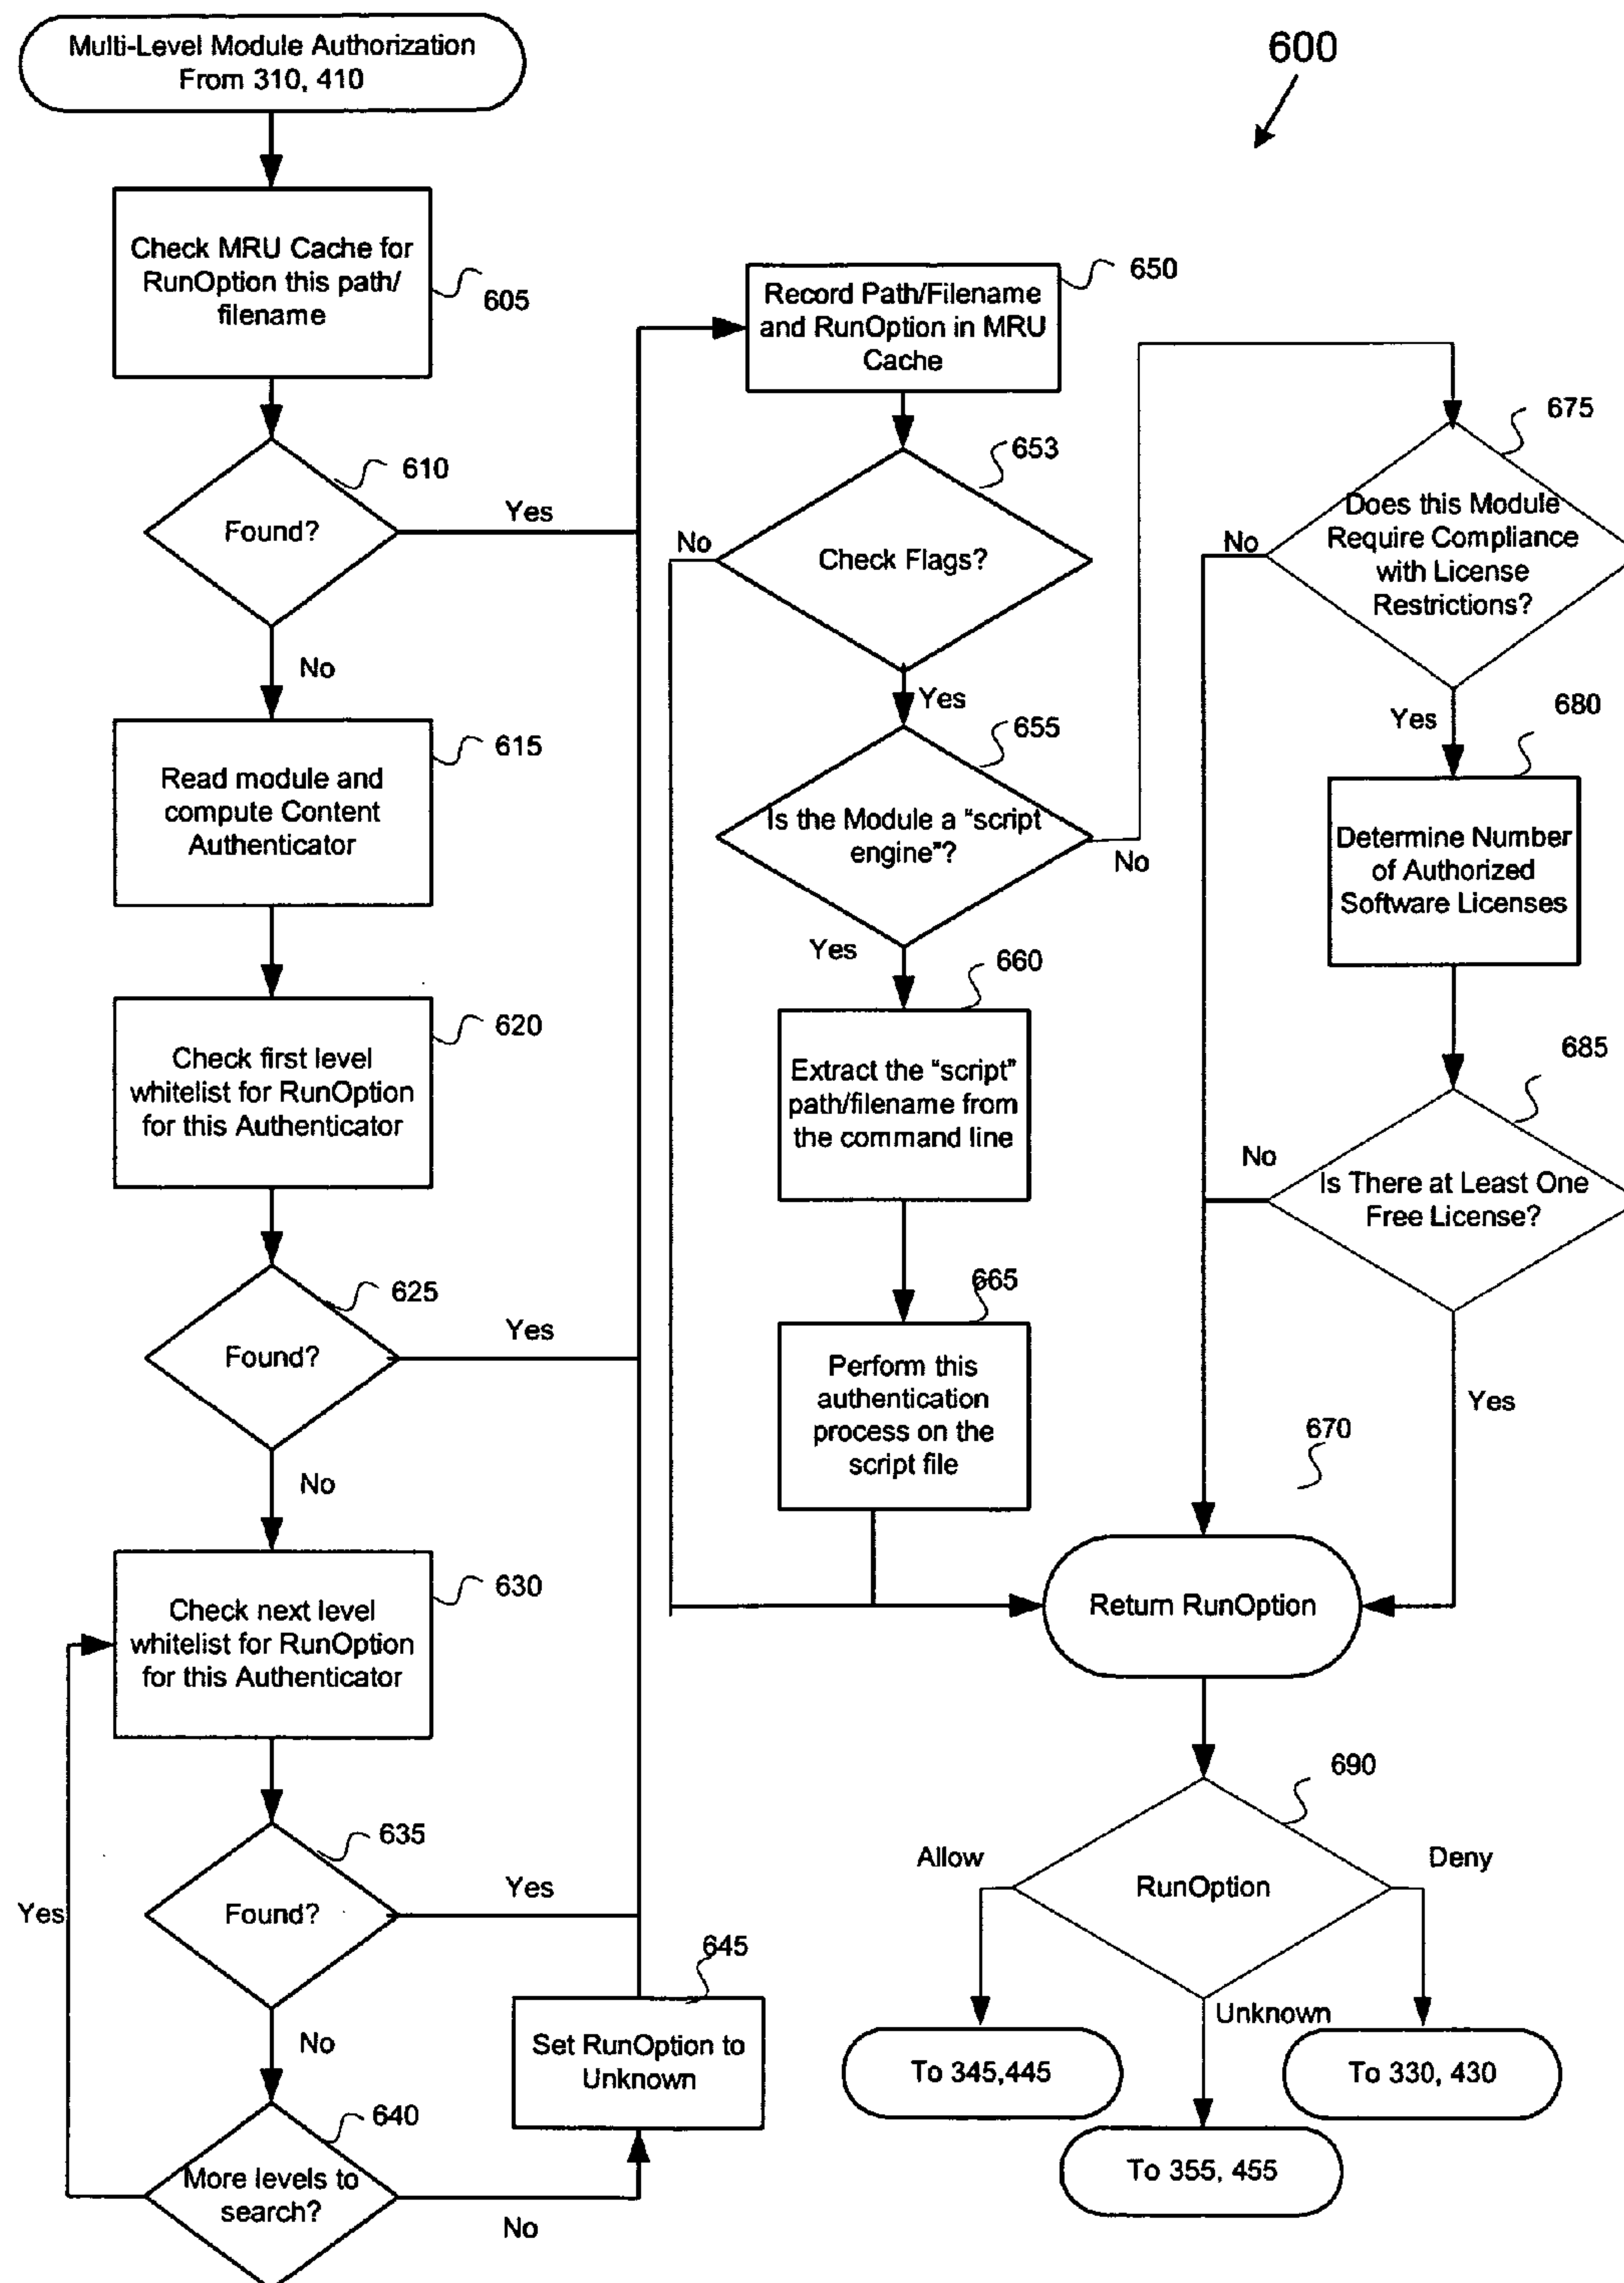 Multi-Level Module Authorization
From 310, 410
600
Check MRU Cache for
RunOption this path/
filename
605
Found?
610
Yes
No
Read module and
compute Content
Authenticator
615
Check first level
whitelist for RunOption
for this Authenticator
620
Found?
625
Yes
No
Check next level
whitelist for RunOption
for this Authenticator
630
Found?
635
Yes
No
More levels to
search?
640
Yes
No
Set RunOption to
Unknown
645
Record Path/Filename
and RunOption in MRU
Cache
650
Check Flags?
653
No
Yes
Is the Module a "script
engine"?
655
No
Yes
Extract the "script"
path/filename from
the command line
660
Perform this
authentication
process on the
script file
665
Does this Module
Require Compliance
with License
Restrictions?
675
No
Yes
Determine Number
of Authorized
Software Licenses
680
Is There at Least One
Free License?
685
No
Yes
Return RunOption
670
RunOption
690
Allow
Unknown
Deny
To 345,445
To 355, 455
To 330, 430